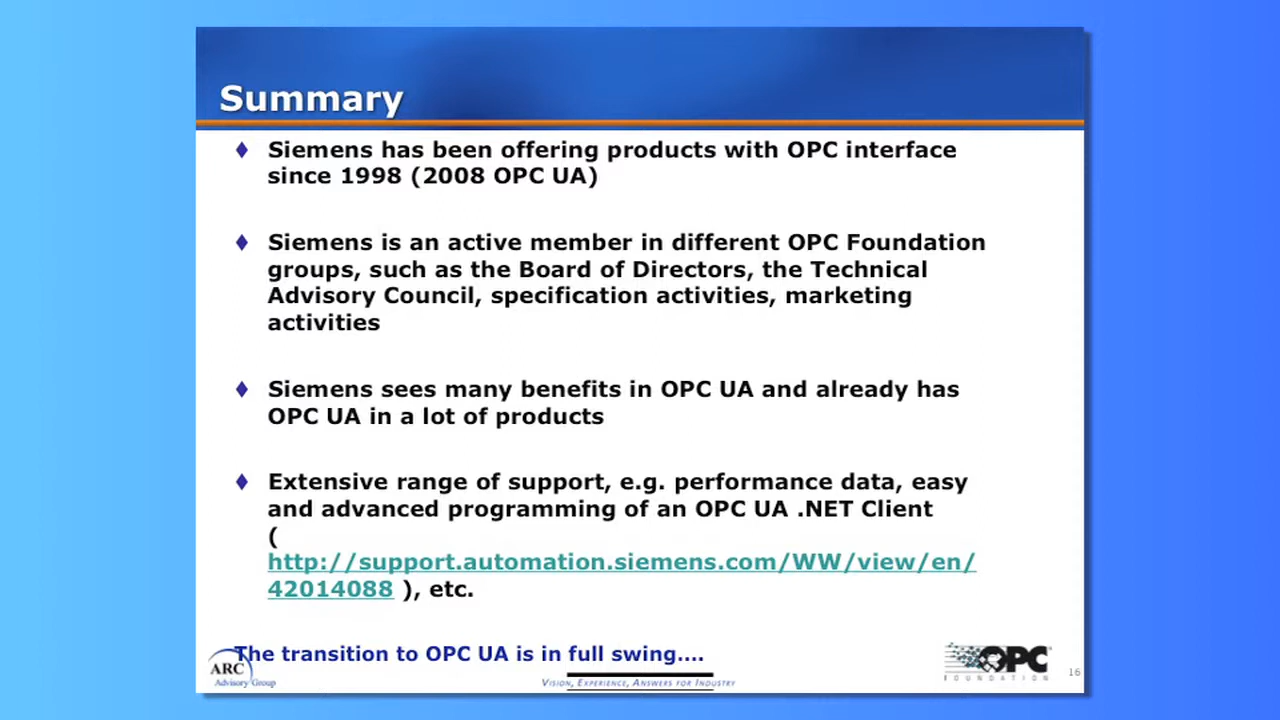 Summary
Siemens has been offering products with OPC interface
since 1998 (2008 OPC UA)
Siemens is an active member in different OPC Foundation
groups, such as the Board of Directors, the Technical
Advisory Council, specification activities, marketing
activities
Siemens sees many benefits in OPC UA and already has
OPC UA in a lot of products
Extensive range of support, e.g. performance data, easy
and advanced programming of an OPC UA .NET Client
(
http://support.automation.siemens.com/WW/view/en/
42014088 ), etc.
The transition to OPC UA is in full swing....
ARC
Advisory Group
Vision, Experience, Answers for Industry
OPC
FOUNDATION
16